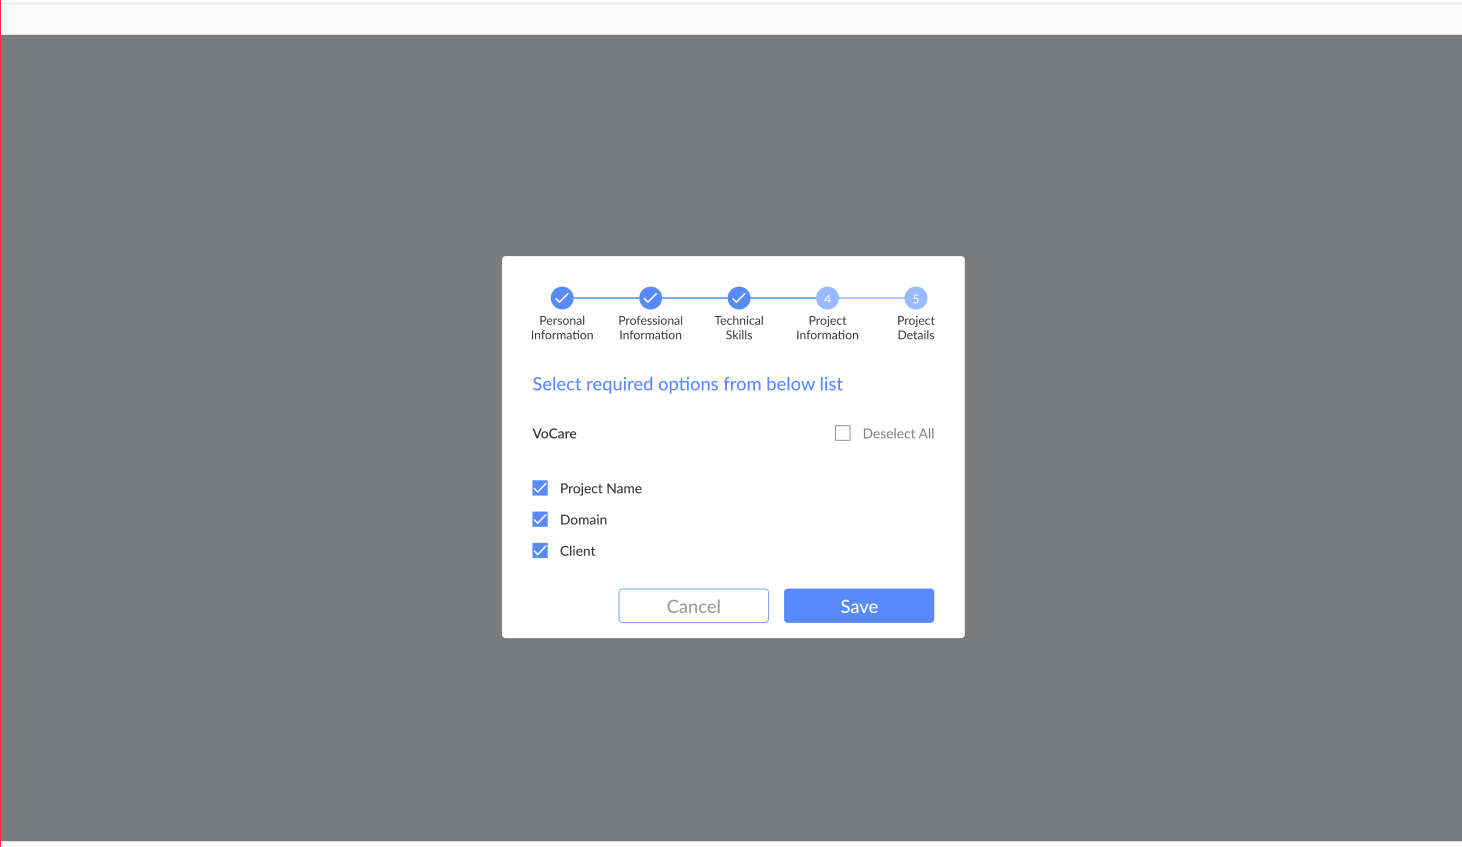 4
5
Personal
Information
Professional
Information
Technical
Skills
Project
Information
Project
Details
Select required options from below list
VoCare
Deselect All
Project Name
Domain
Client
Cancel
Save